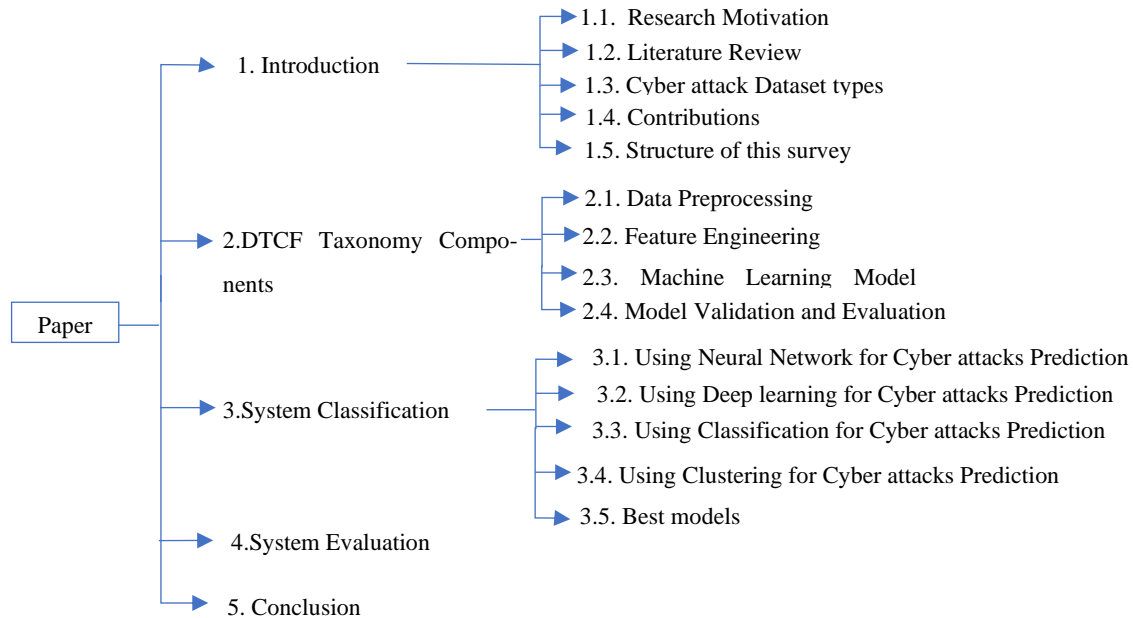 Paper
1. Introduction
1.1. Research Motivation
1.2. Literature Review
1.3. Cyber attack Dataset types
1.4. Contributions
1.5. Structure of this survey
2.DTCF Taxonomy Compo-
nents
2.1. Data Preprocessing
2.2. Feature Engineering
2.3. Machine Learning Model
2.4. Model Validation and Evaluation
3.System Classification
3.1. Using Neural Network for Cyber attacks Prediction
3.2. Using Deep learning for Cyber attacks Prediction
3.3. Using Classification for Cyber attacks Prediction
3.4. Using Clustering for Cyber attacks Prediction
3.5. Best models
4.System Evaluation
5. Conclusion